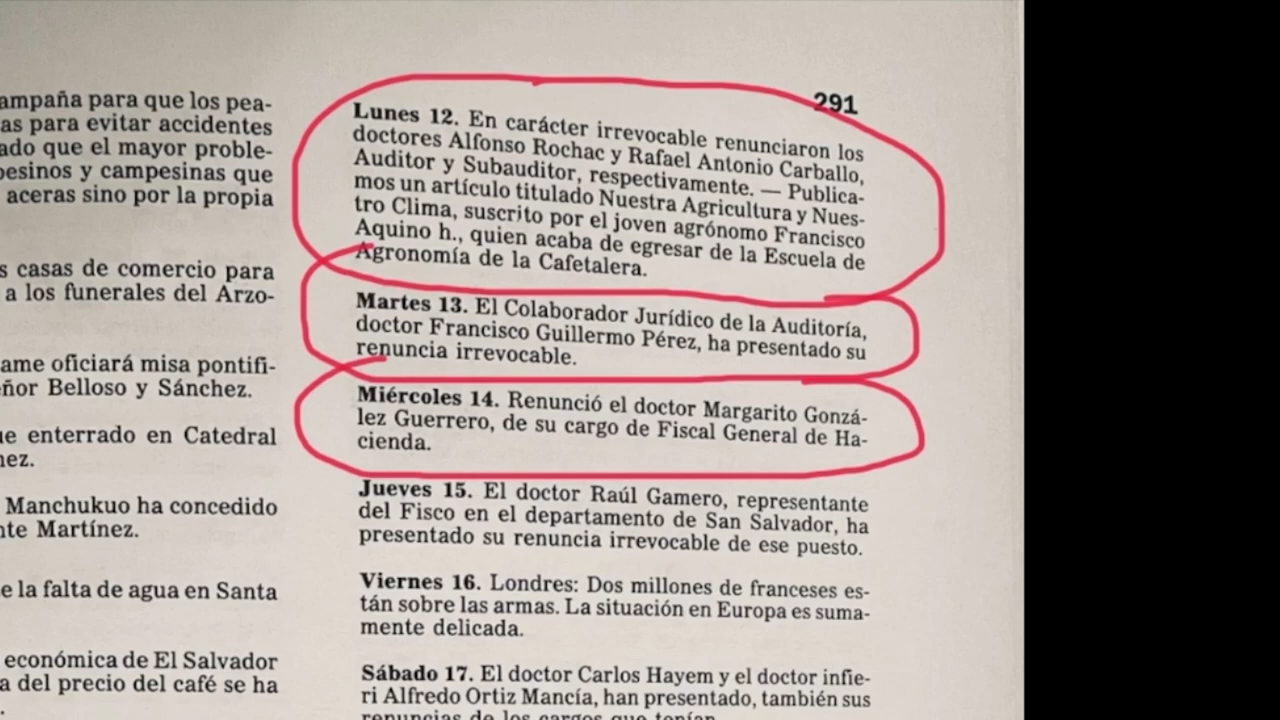 ampaña para que los pea-
as para evitar accidentes
ado que el mayor proble-
pesinos y campesinas que
aceras sino por la propia
s casas de comercio para
a los funerales del Arzo-
ame oficiará misa pontifi-
eñor Belloso y Sánchez.
ue enterrado en Catedral
nez.
Manchukuo ha concedido
nte Martínez.
e la falta de agua en Santa
económica de El Salvador
a del precio del café se ha
291
Lunes 12. En carácter irrevocable renunciaron los
doctores Alfonso Rochac y Rafael Antonio Carballo,
Auditor y Subauditor, respectivamente. — Publica-
mos un artículo titulado Nuestra Agricultura y Nues-
tro Clima, suscrito por el joven agrónomo Francisco
Aquino h., quien acaba de egresar de la Escuela de
Agronomía de la Cafetalera.
Martes 13. El Colaborador Jurídico de la Auditoría,
doctor Francisco Guillermo Pérez, ha presentado su
renuncia irrevocable.
Miércoles 14. Renunció el doctor Margarito Gonzá-
lez Guerrero, de su cargo de Fiscal General de Ha-
cienda.
Jueves 15. El doctor Raúl Gamero, representante
del Fisco en el departamento de San Salvador, ha
presentado su renuncia irrevocable de ese puesto.
Viernes 16. Londres: Dos millones de franceses es-
tán sobre las armas. La situación en Europa es suma-
mente delicada.
Sábado 17. El doctor Carlos Hayem y el doctor infie-
ri Alfredo Ortiz Mancía, han presentado, también sus
renuncias de los cargos que tenían